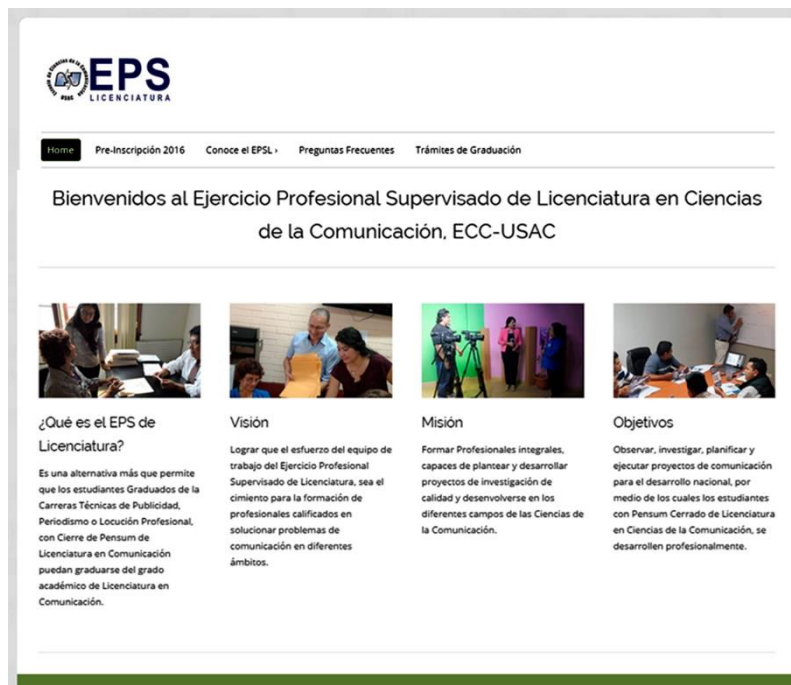 Escuela de Ciencias de la Comunicación
USAC
EPS
LICENCIATURA
Home Pre-Inscripción 2016 Conoce el EPSL › Preguntas Frecuentes Trámites de Graduación
Bienvenidos al Ejercicio Profesional Supervisado de Licenciatura en Ciencias
de la Comunicación, ECC-USAC
¿Qué es el EPS de
Licenciatura?
Es una alternativa más que permite
que los estudiantes Graduados de la
Carreras Técnicas de Publicidad,
Periodismo o Locución Profesional,
con Cierre de Pensum de
Licenciatura en Comunicación
puedan graduarse del grado
académico de Licenciatura en
Comunicación.
Visión
Lograr que el esfuerzo del equipo de
trabajo del Ejercicio Profesional
Supervisado de Licenciatura, sea el
cimiento para la formación de
profesionales calificados en
solucionar problemas de
comunicación en diferentes
ámbitos.
Misión
Formar Profesionales integrales,
capaces de plantear y desarrollar
proyectos de investigación de
calidad y desenvolverse en los
diferentes campos de las Ciencias de
la Comunicación.
Objetivos
Observar, investigar, planificar y
ejecutar proyectos de comunicación
para el desarrollo nacional, por
medio de los cuales los estudiantes
con Pensum Cerrado de Licenciatura
en Ciencias de la Comunicación, se
desarrollen profesionalmente.